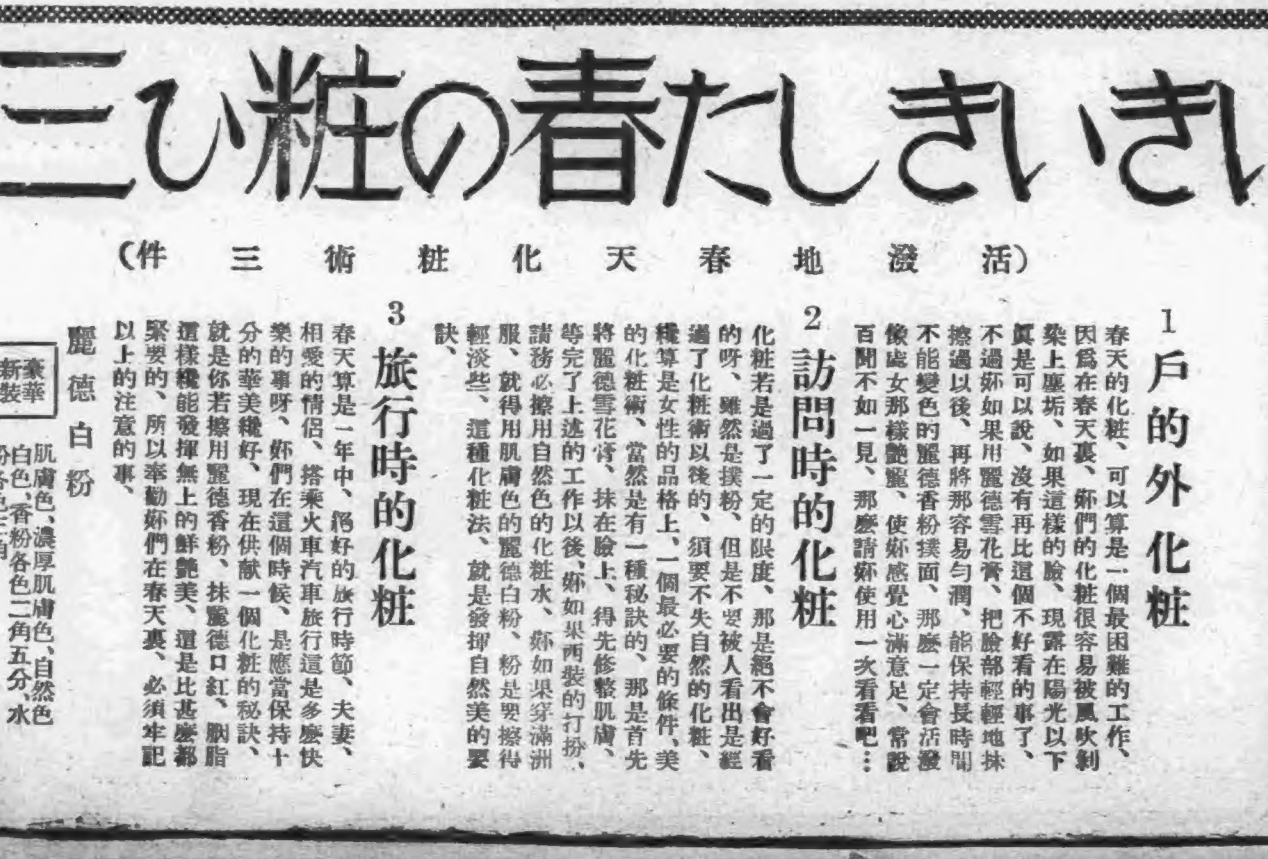 いきいきした春の粧ひ三
(活潑地春天化粧術三件)
1 戶的外化粧
春天的化粧、可以算是一個最困難的工作、
因爲在春天裏、妳們的化粧很容易被風吹剝
染上塵垢、如果這樣的臉、現露在陽光以下
眞是可以說、沒有再比這個不好看的事了、
不過妳如果用麗德雪花膏、把臉部輕輕地抹
擦過以後、再將那容易勻潤、能保持長時間
不能變色的麗德香粉撲面、那麽一定會活潑
像處女那樣艷麗、使妳感覺心滿意足、常說
百聞不如一見、那麽請妳使用一次看看吧…
2 訪問時的化粧
化粧若是過了一定的限度、那是絕不會好看
的呀、雖然是撲粉、但是不要被人看出是經
過了化粧術以後的、須要不失自然的化粧、
纔算是女性的品格上、一個最必要的條件、美
的化粧術、當然是有一種秘訣的、那是首先
將麗德雪花膏、抹在臉上、得先修整肌膚、
等完了上述的工作以後、妳如果西裝的打扮、
請務必擦用自然色的化粧水、妳如果穿滿洲
服、就得用肌膚色的麗德白粉、粉是要擦得
輕淡些、這種化粧法、就是發揮自然美的要
訣、
3 旅行時的化粧
春天算是一年中、絕好的旅行時節、夫妻、
相愛的情侶、搭乘火車汽車旅行這是多麽快
樂的事呀、妳們在這個時候、是應當保持十
分的華美纔好、現在供献一個化粧的秘訣、
就是你若擦用麗德香粉、抹麗德口紅、胭脂
這樣纔能發揮無上的鮮艷美、這是比甚麽都
緊要的、所以奉勸妳們在春天裏、必須牢記
以上的注意的事、
麗德白粉
豪華
新裝
肌膚色、濃厚肌膚色、自然色
白色、香粉各色二角五分、水
粉各色三角